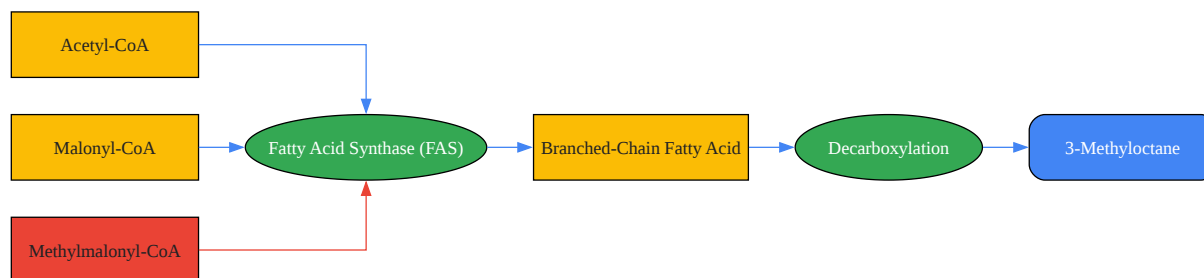 Acetyl-CoA
Malonyl-CoA
Fatty Acid Synthase (FAS)
Branched-Chain Fatty Acid
Decarboxylation
3-Methyloctane
Methylmalonyl-CoA